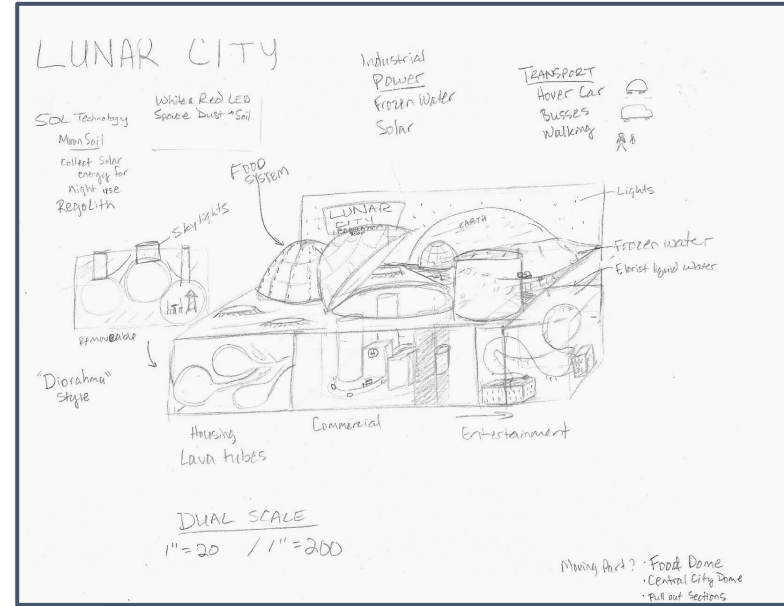 LUNAR CITY
SOL Technology
Moon Soil
Collect Solar
energy for
night use
Regolith
White & Red LED
Space Dust + Soil
Industrial
Power
Frozen Water
Solar
TRANSPORT
Hover Car
Busses
Walking
FOOD
SYSTEM
Skylights
LUNAR
CITY
EARTH
Lights
Frozen water
liquid water
Removeable
"Diorahma"
Style
Housing
Lava tubes
Commercial
Entertainment
DUAL SCALE
1" = 20 / 1" = 200
Moving Part? · Food Dome
· Central City Dome
· Pull out Sections